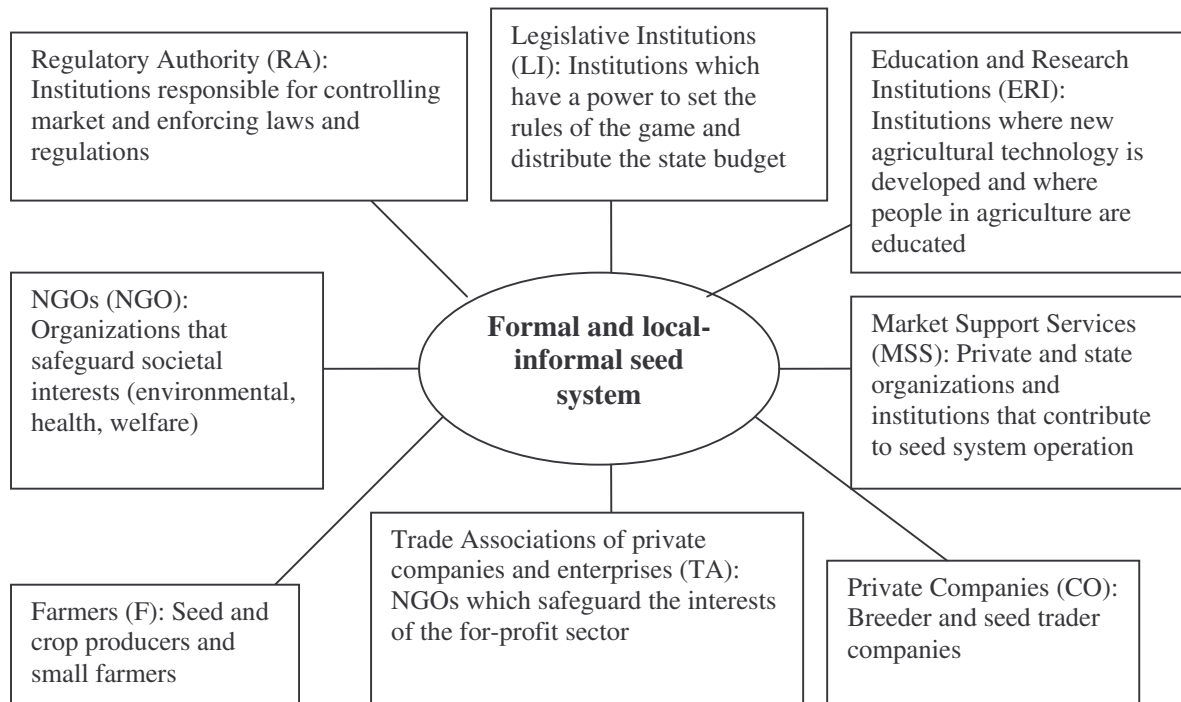 Regulatory Authority (RA):
Institutions responsible for controlling
market and enforcing laws and
regulations
Legislative Institutions
(LI): Institutions which
have a power to set the
rules of the game and
distribute the state budget
Education and Research
Institutions (ERI):
Institutions where new
agricultural technology is
developed and where
people in agriculture are
educated
NGOs (NGO):
Organizations that
safeguard societal
interests (environmental,
health, welfare)
Formal and local-
informal seed
system
Market Support Services
(MSS): Private and state
organizations and
institutions that contribute
to seed system operation
Farmers (F): Seed and
crop producers and
small farmers
Trade Associations of private
companies and enterprises (TA):
NGOs which safeguard the interests
of the for-profit sector
Private Companies (CO):
Breeder and seed trader
companies